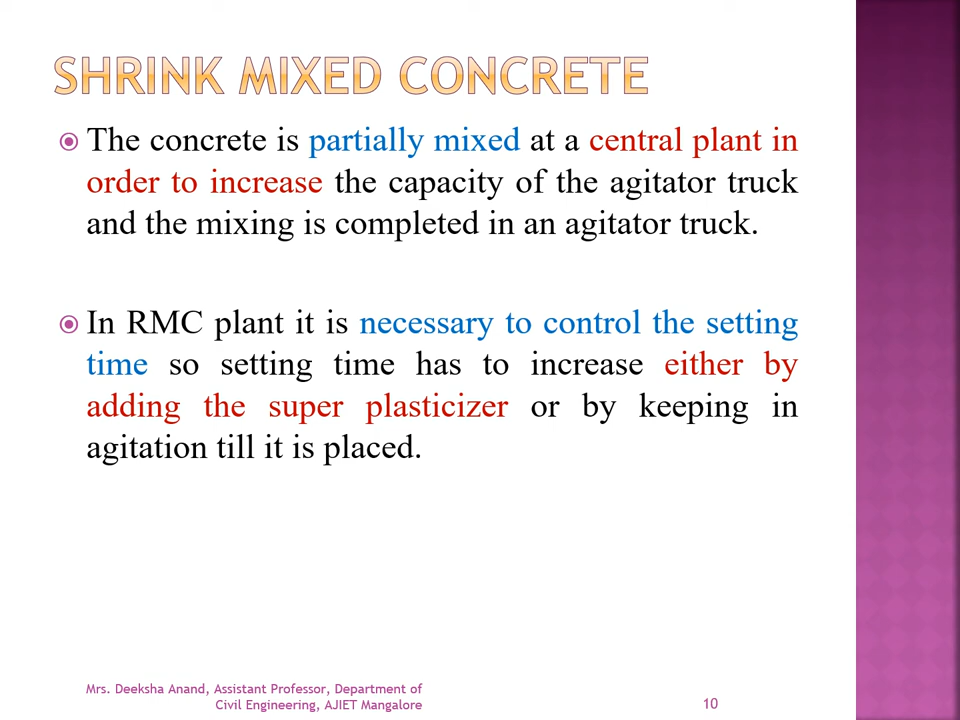 SHRINK MIXED CONCRETE
The concrete is partially mixed at a central plant in
order to increase the capacity of the agitator truck
and the mixing is completed in an agitator truck.
In RMC plant it is necessary to control the setting
time so setting time has to increase either by
adding the super plasticizer or by keeping in
agitation till it is placed.
Mrs. Deeksha Anand, Assistant Professor, Department of
Civil Engineering, AJIET Mangalore
10